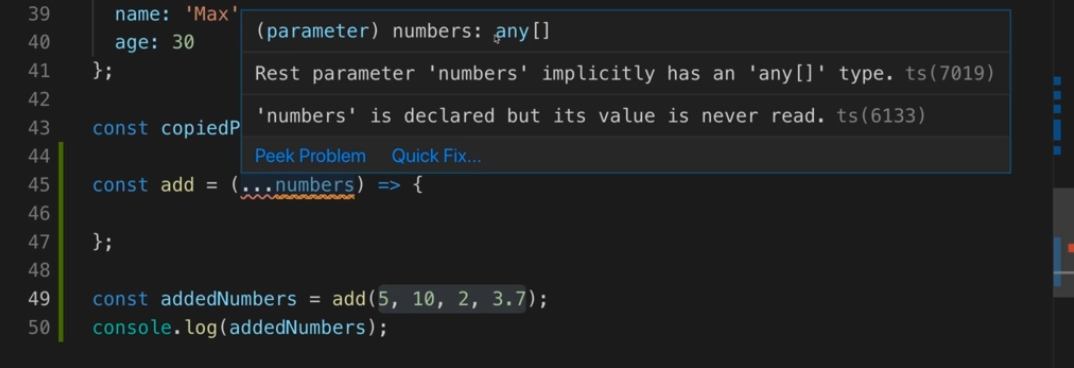 39 name: 'Max'
(parameter) numbers: any[]
40 age: 30
41 };
Rest parameter 'numbers' implicitly has an 'any[]' type. ts(7019)
42
'numbers' is declared but its value is never read. ts(6133)
43 const copiedP
Peek Problem Quick Fix...
44
45 const add = (...numbers) => {
46
47 };
48
49 const addedNumbers = add(5, 10, 2, 3.7);
50 console.log(addedNumbers);